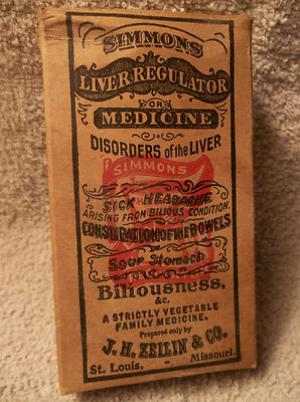 SIMMONS
LIVER REGULATOR
OR
MEDICINE
DISORDERS of the LIVER
SIMMONS
SICK HEADACHE
ARISING FROM BILIOUS CONDITION.
CONSTIPATION OF THE BOWELS
Sour Stomach
Biliousness.
&c.
A STRICTLY VEGETABLE
FAMILY MEDICINE.
Prepared only by
J. H. ZEILIN & CO.
St. Louis, Missouri.